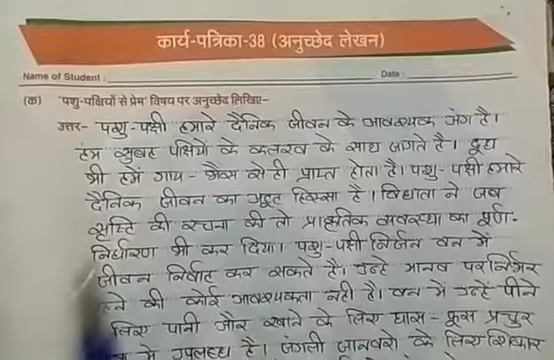 कार्य-पत्रिका-38 (अनुच्छेद लेखन)
Name of Student : Date :
(क) 'पशु-पक्षियों से प्रेम' विषय पर अनुच्छेद लिखिए-
उत्तर- पशु-पक्षी हमारे दैनिक जीवन के आवश्यक अंग है।
हम सुबह पक्षियों के कलरव के साथ जगते है। दूध
भी हमें गाय-भैंस से ही प्राप्त होता है। पशु-पक्षी हमारे
दैनिक जीवन का अटूट हिस्सा है। विधाता ने जब
सृष्टि की रचना की तो प्राकृतिक व्यवस्था का पूर्ण-
निर्धारण भी कर दिया। पशु-पक्षी निर्जन वन में
जीवन निर्वाह कर सकते है। उन्हे मानव पर निर्भर
की कोई आवश्यकता नही है। वन मे उन्हे पीने
लिए पानी और खाने के लिए घास-फूस प्रचुर
मे उपलब्ध है। जंगली जानवरो के लिए शिकार